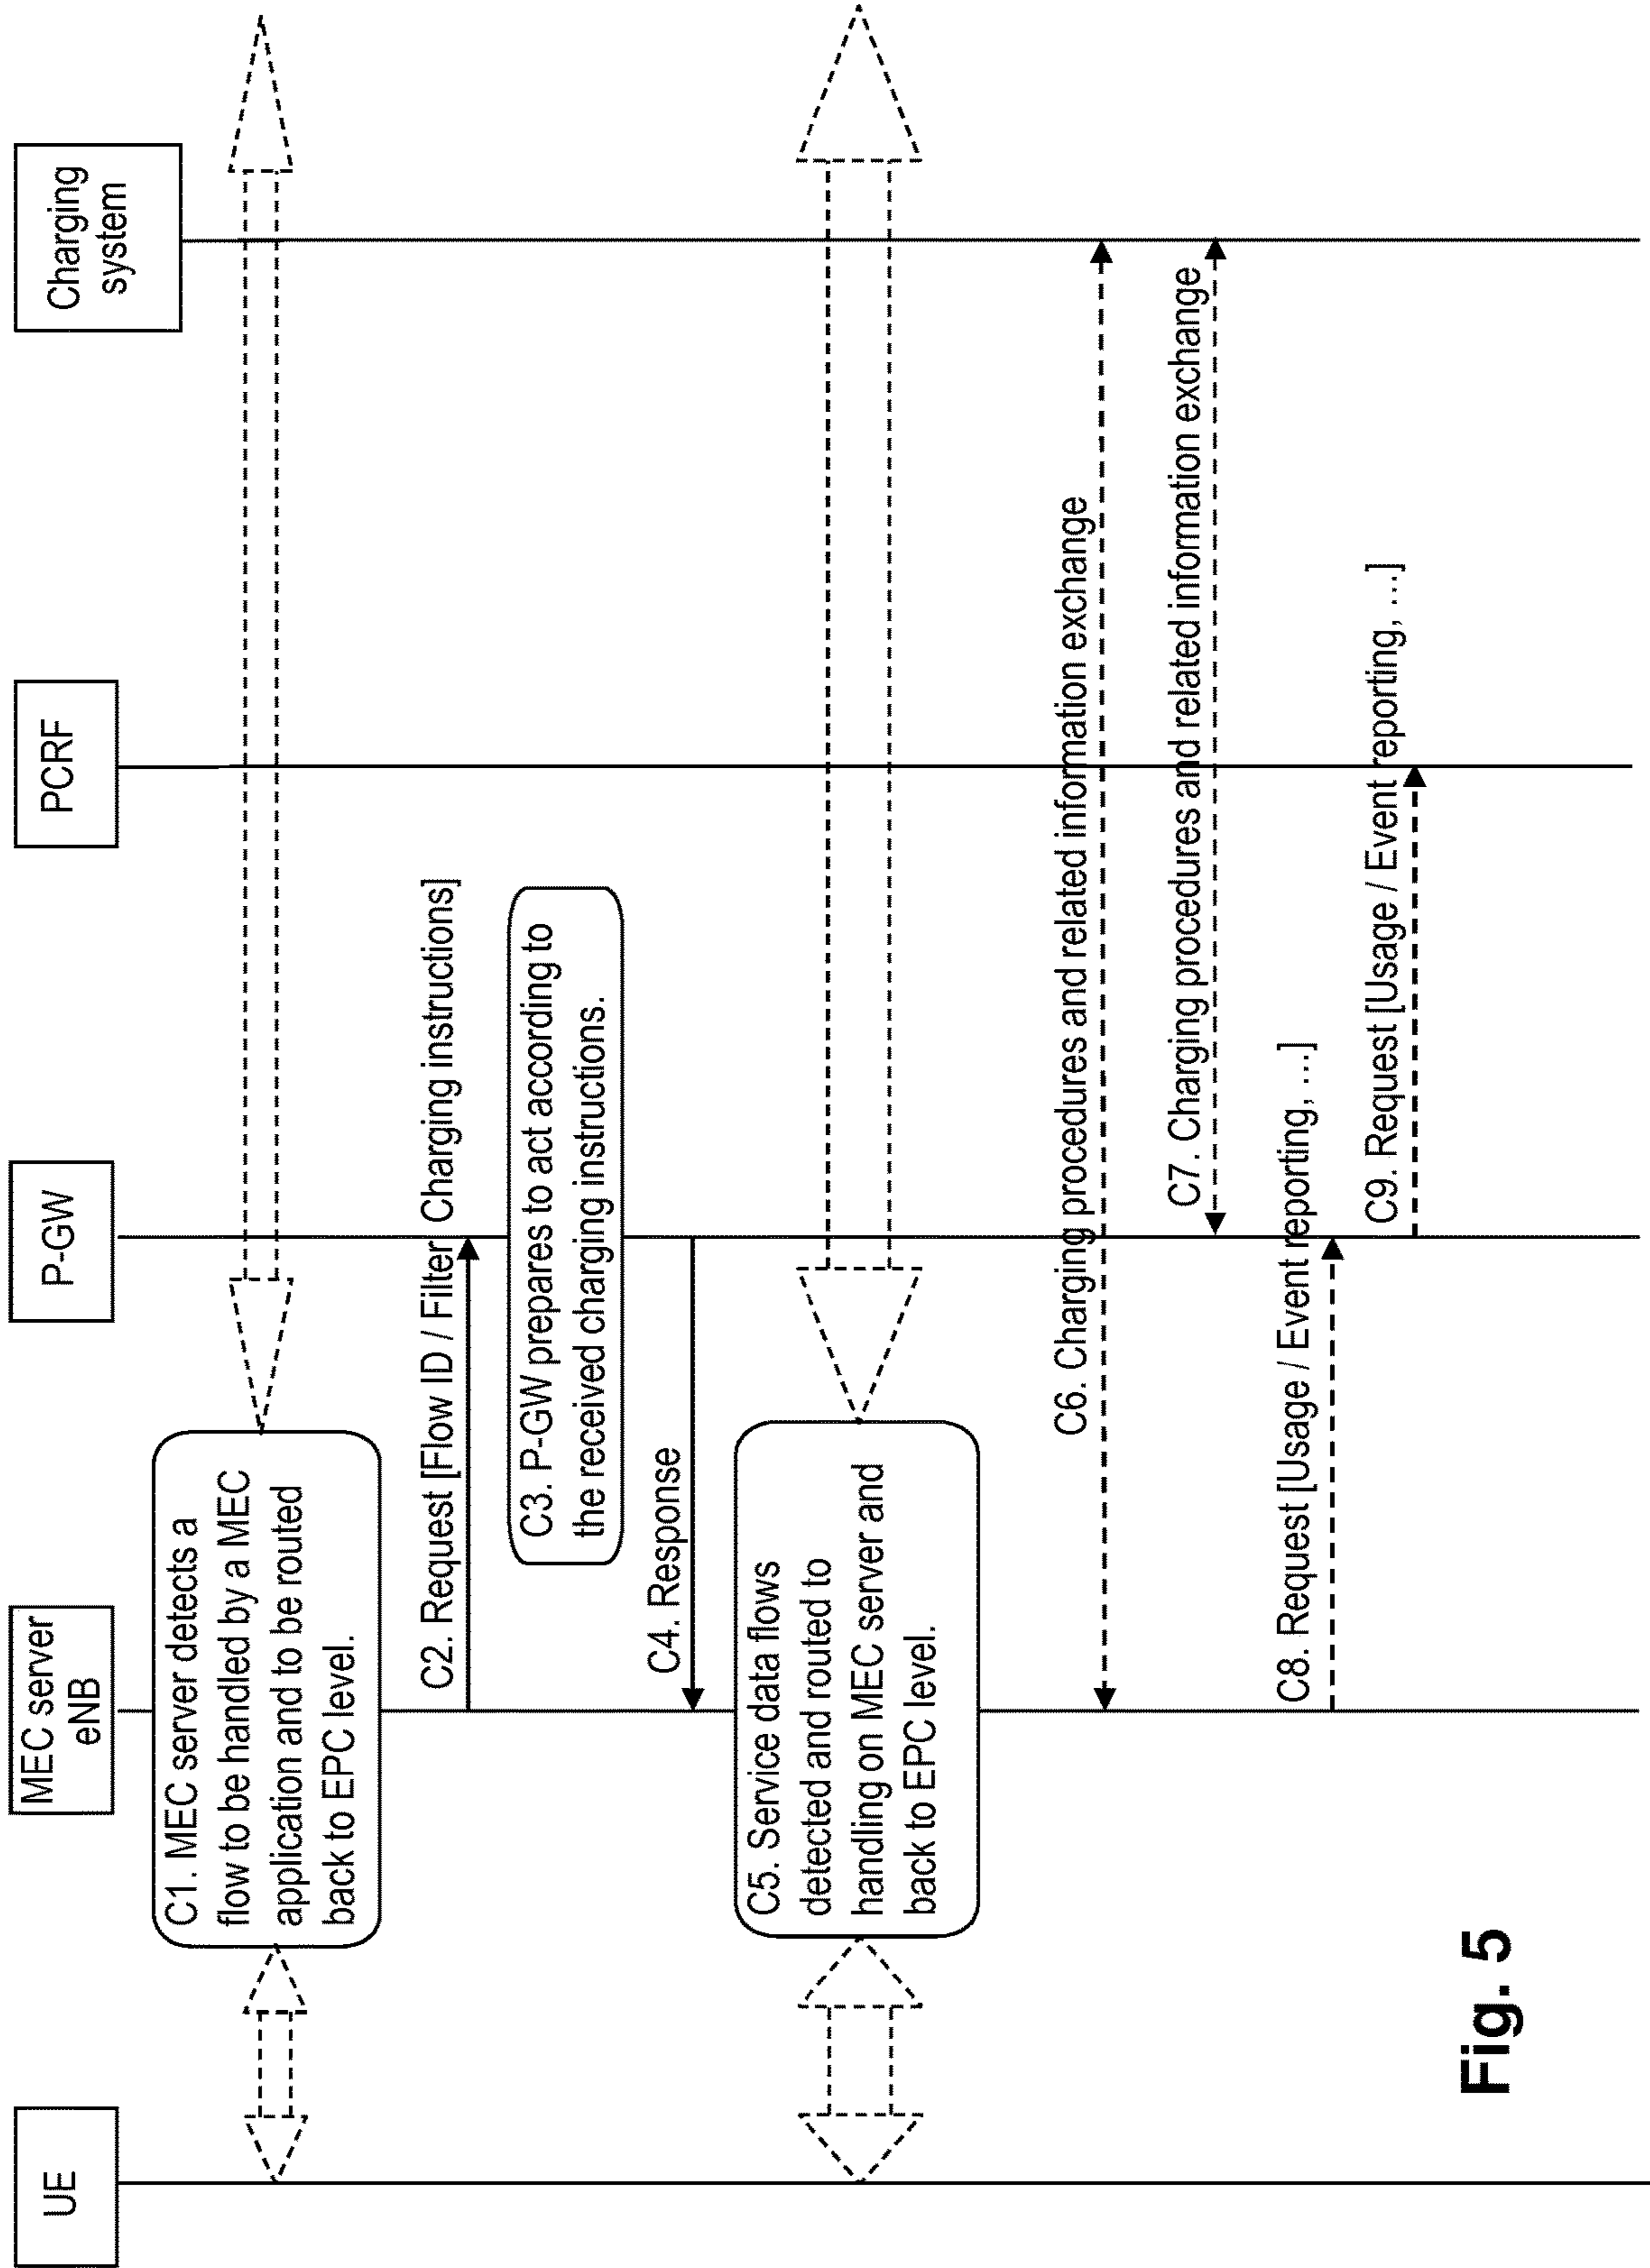 UE
MEC server
eNB
P-GW
PCRF
Charging
system
C1. MEC server detects a
flow to be handled by a MEC
application and to be routed
back to EPC level.
C2. Request [Flow ID / Filter Charging instructions]
C3. P-GW prepares to act according to
the received charging instructions.
C4. Response
C5. Service data flows
detected and routed to
handling on MEC server and
back to EPC level.
C6. Charging procedures and related information exchange
C7. Charging procedures and related information exchange
C8. Request [Usage / Event reporting, ...]
C9. Request [Usage / Event reporting, ...]
Fig. 5